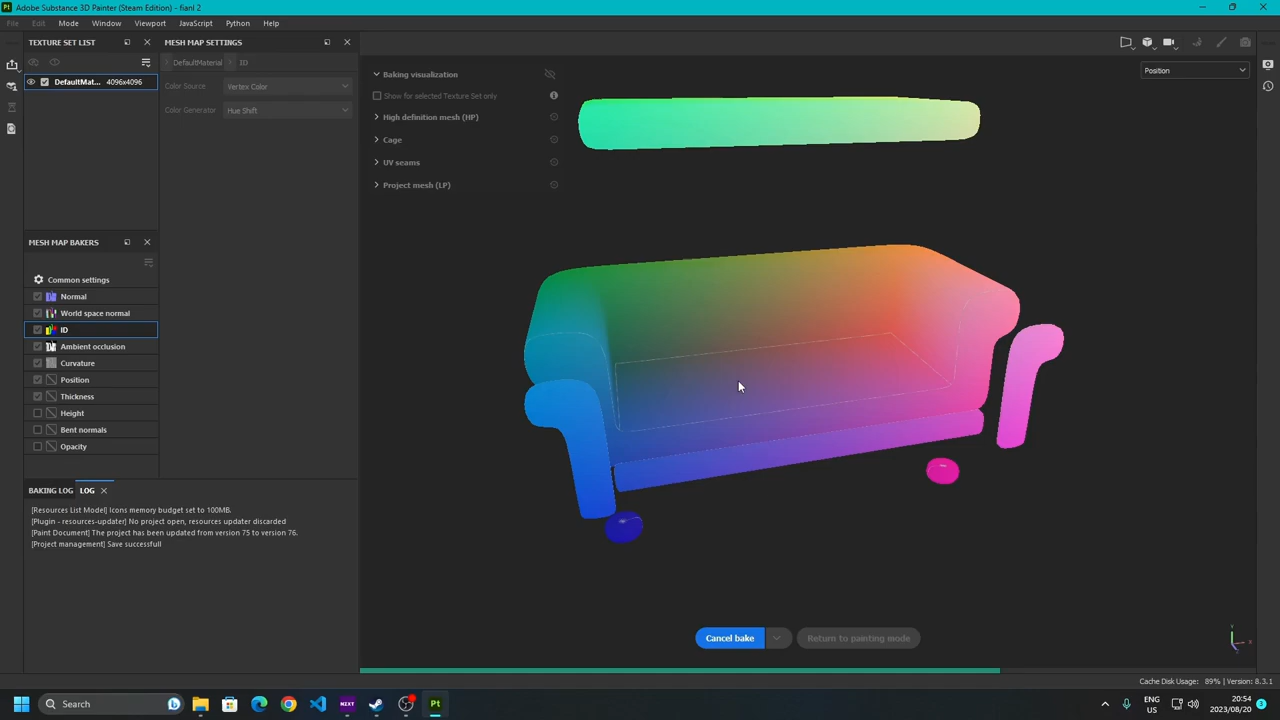 Pt Adobe Substance 3D Painter (Steam Edition) - fianl 2
File Edit Mode Window Viewport JavaScript Python Help
TEXTURE SET LIST
DefaultMat... 4096x4096
MESH MAP SETTINGS
DefaultMaterial ID
Color Source Vertex Color
Color Generator Hue Shift
Baking visualization
Show for selected Texture Set only
High definition mesh (HP)
Cage
UV seams
Project mesh (LP)
Position
MESH MAP BAKERS
Common settings
Normal
World space normal
ID
Ambient occlusion
Curvature
Position
Thickness
Height
Bent normals
Opacity
BAKING LOG LOG
[Resources List Model] Icons memory budget set to 100MB.
[Plugin - resources-updater] No project open, resources updater discarded
[Paint Document] The project has been updated from version 75 to version 76.
[Project management] Save successfull
Cancel bake Return to painting mode
Cache Disk Usage: 89% | Version: 8.3.1
Search NZXT Pt ENG US 20:54 2023/08/20 3